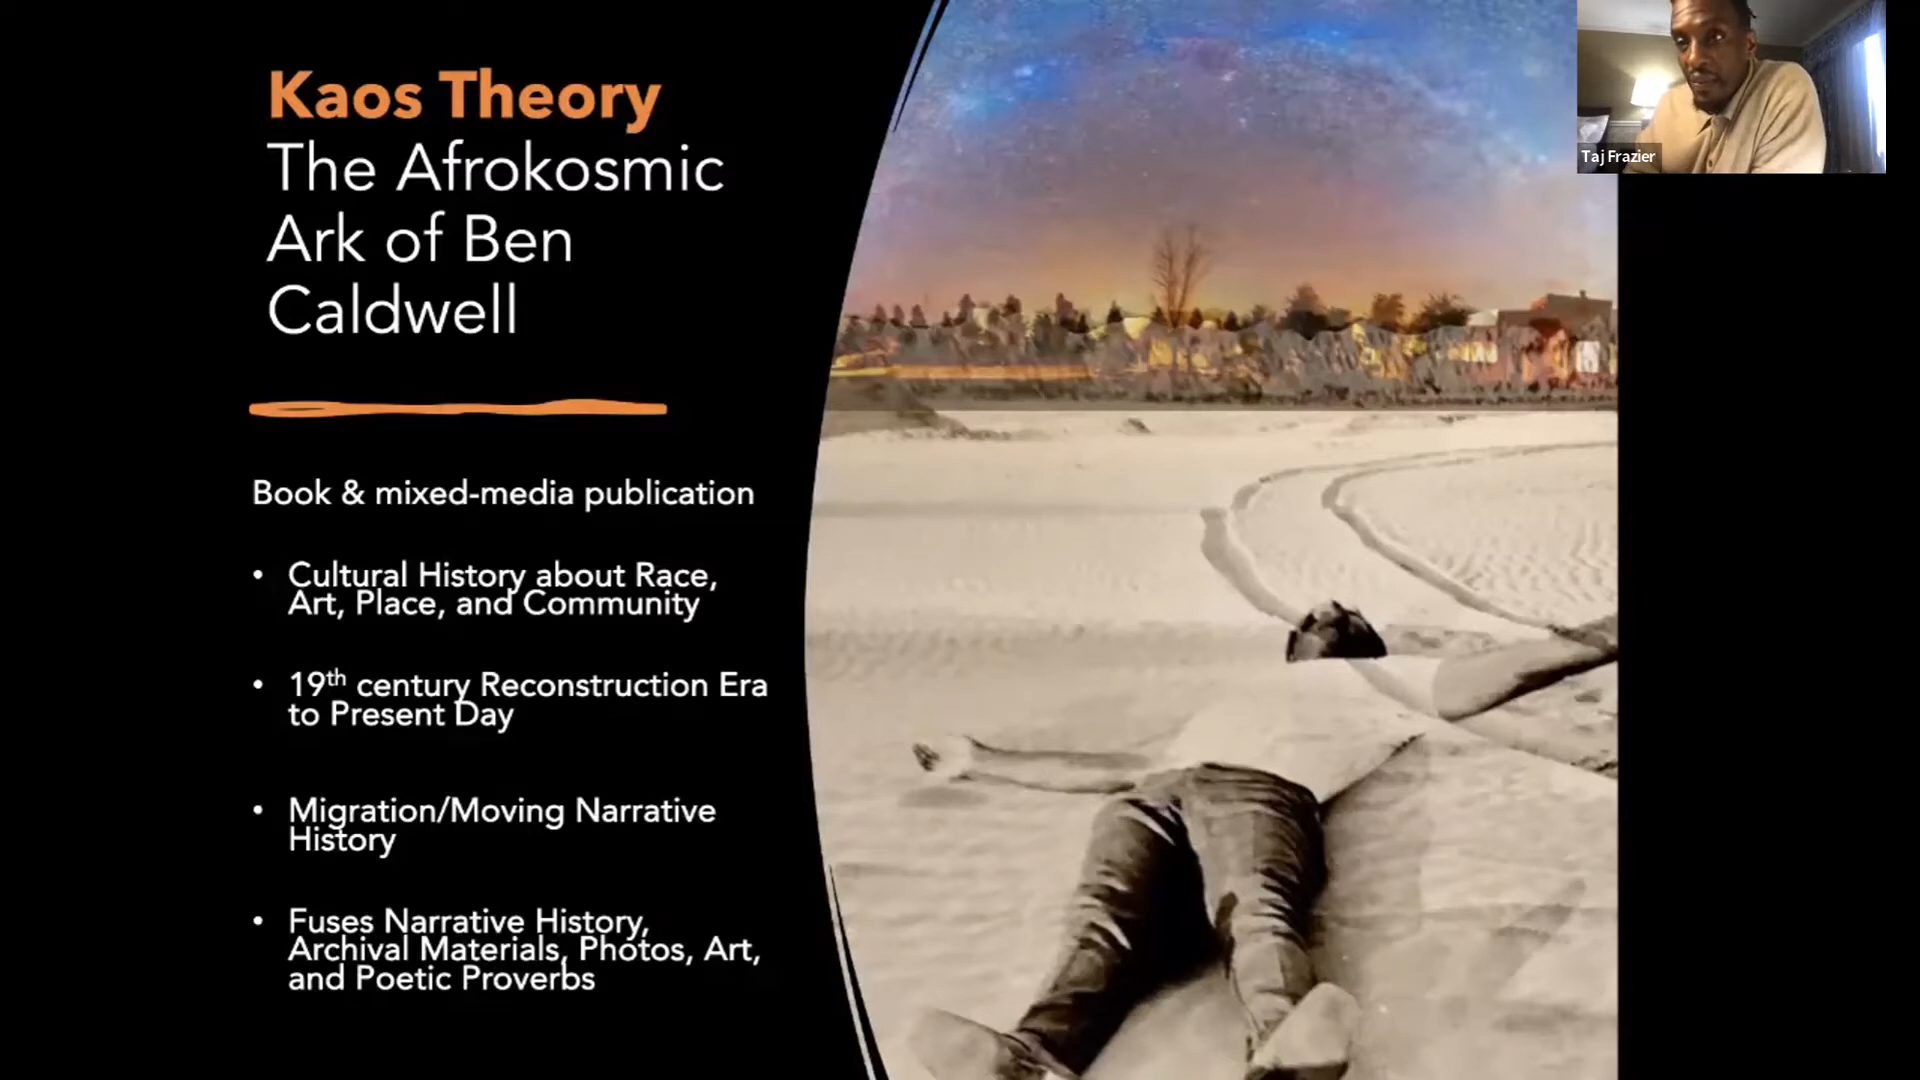 Kaos Theory
The Afrokosmic
Ark of Ben
Caldwell
Book & mixed-media publication
• Cultural History about Race,
Art, Place, and Community
• 19th century Reconstruction Era
to Present Day
• Migration/Moving Narrative
History
• Fuses Narrative History,
Archival Materials, Photos, Art,
and Poetic Proverbs
Taj Frazier